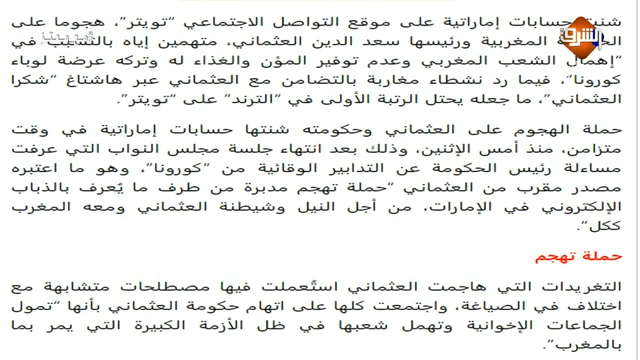 شنت حسابات إماراتية على موقع التواصل الاجتماعي “تويتر”، هجوما على
المغربية ورئيسها سعد الدين العثماني، متهمين إياه بالتسبب في
“إهمال الشعب المغربي وعدم توفير المؤن والغذاء له وتركه عرضة لوباء
كورونا”، فيما رد نشطاء مغاربة بالتضامن مع العثماني عبر هاشتاغ “شكرا
العثماني”، ما جعله يحتل الرتبة الأولى في “الترند” على “تويتر”.
حملة الهجوم على العثماني وحكومته شنتها حسابات إماراتية في وقت
متزامن، منذ أمس الإثنين، وذلك بعد انتهاء جلسة مجلس النواب التي عرفت
مساءلة رئيس الحكومة عن التدابير الوقائية من “كورونا”، وهو ما اعتبره
مصدر مقرب من العثماني “حملة تهجم مدبرة من طرف ما يُعرف بالذباب
الإلكتروني في الإمارات، من أجل النيل وشيطنة العثماني ومعه المغرب
ككل”.
حملة تهجم
التغريدات التي هاجمت العثماني استُعملت فيها مصطلحات متشابهة مع
اختلاف في الصياغة، واجتمعت كلها على اتهام حكومة العثماني بأنها “تمول
الجماعات الإخوانية وتهمل شعبها في ظل الأزمة الكبيرة التي يمر بما
بالمغرب”.
الشرق